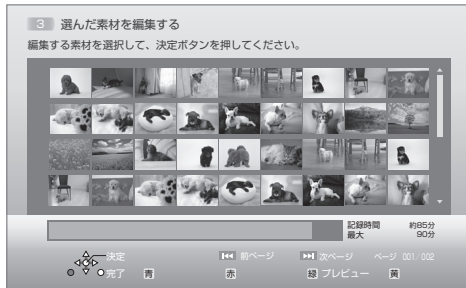 3 選んだ素材を編集する
編集する素材を選択して、決定ボタンを押してください。
記録時間 約85分
最大 90分
決定 前ページ 次ページ ページ 001/002
完了 青 赤 緑 プレビュー 黄